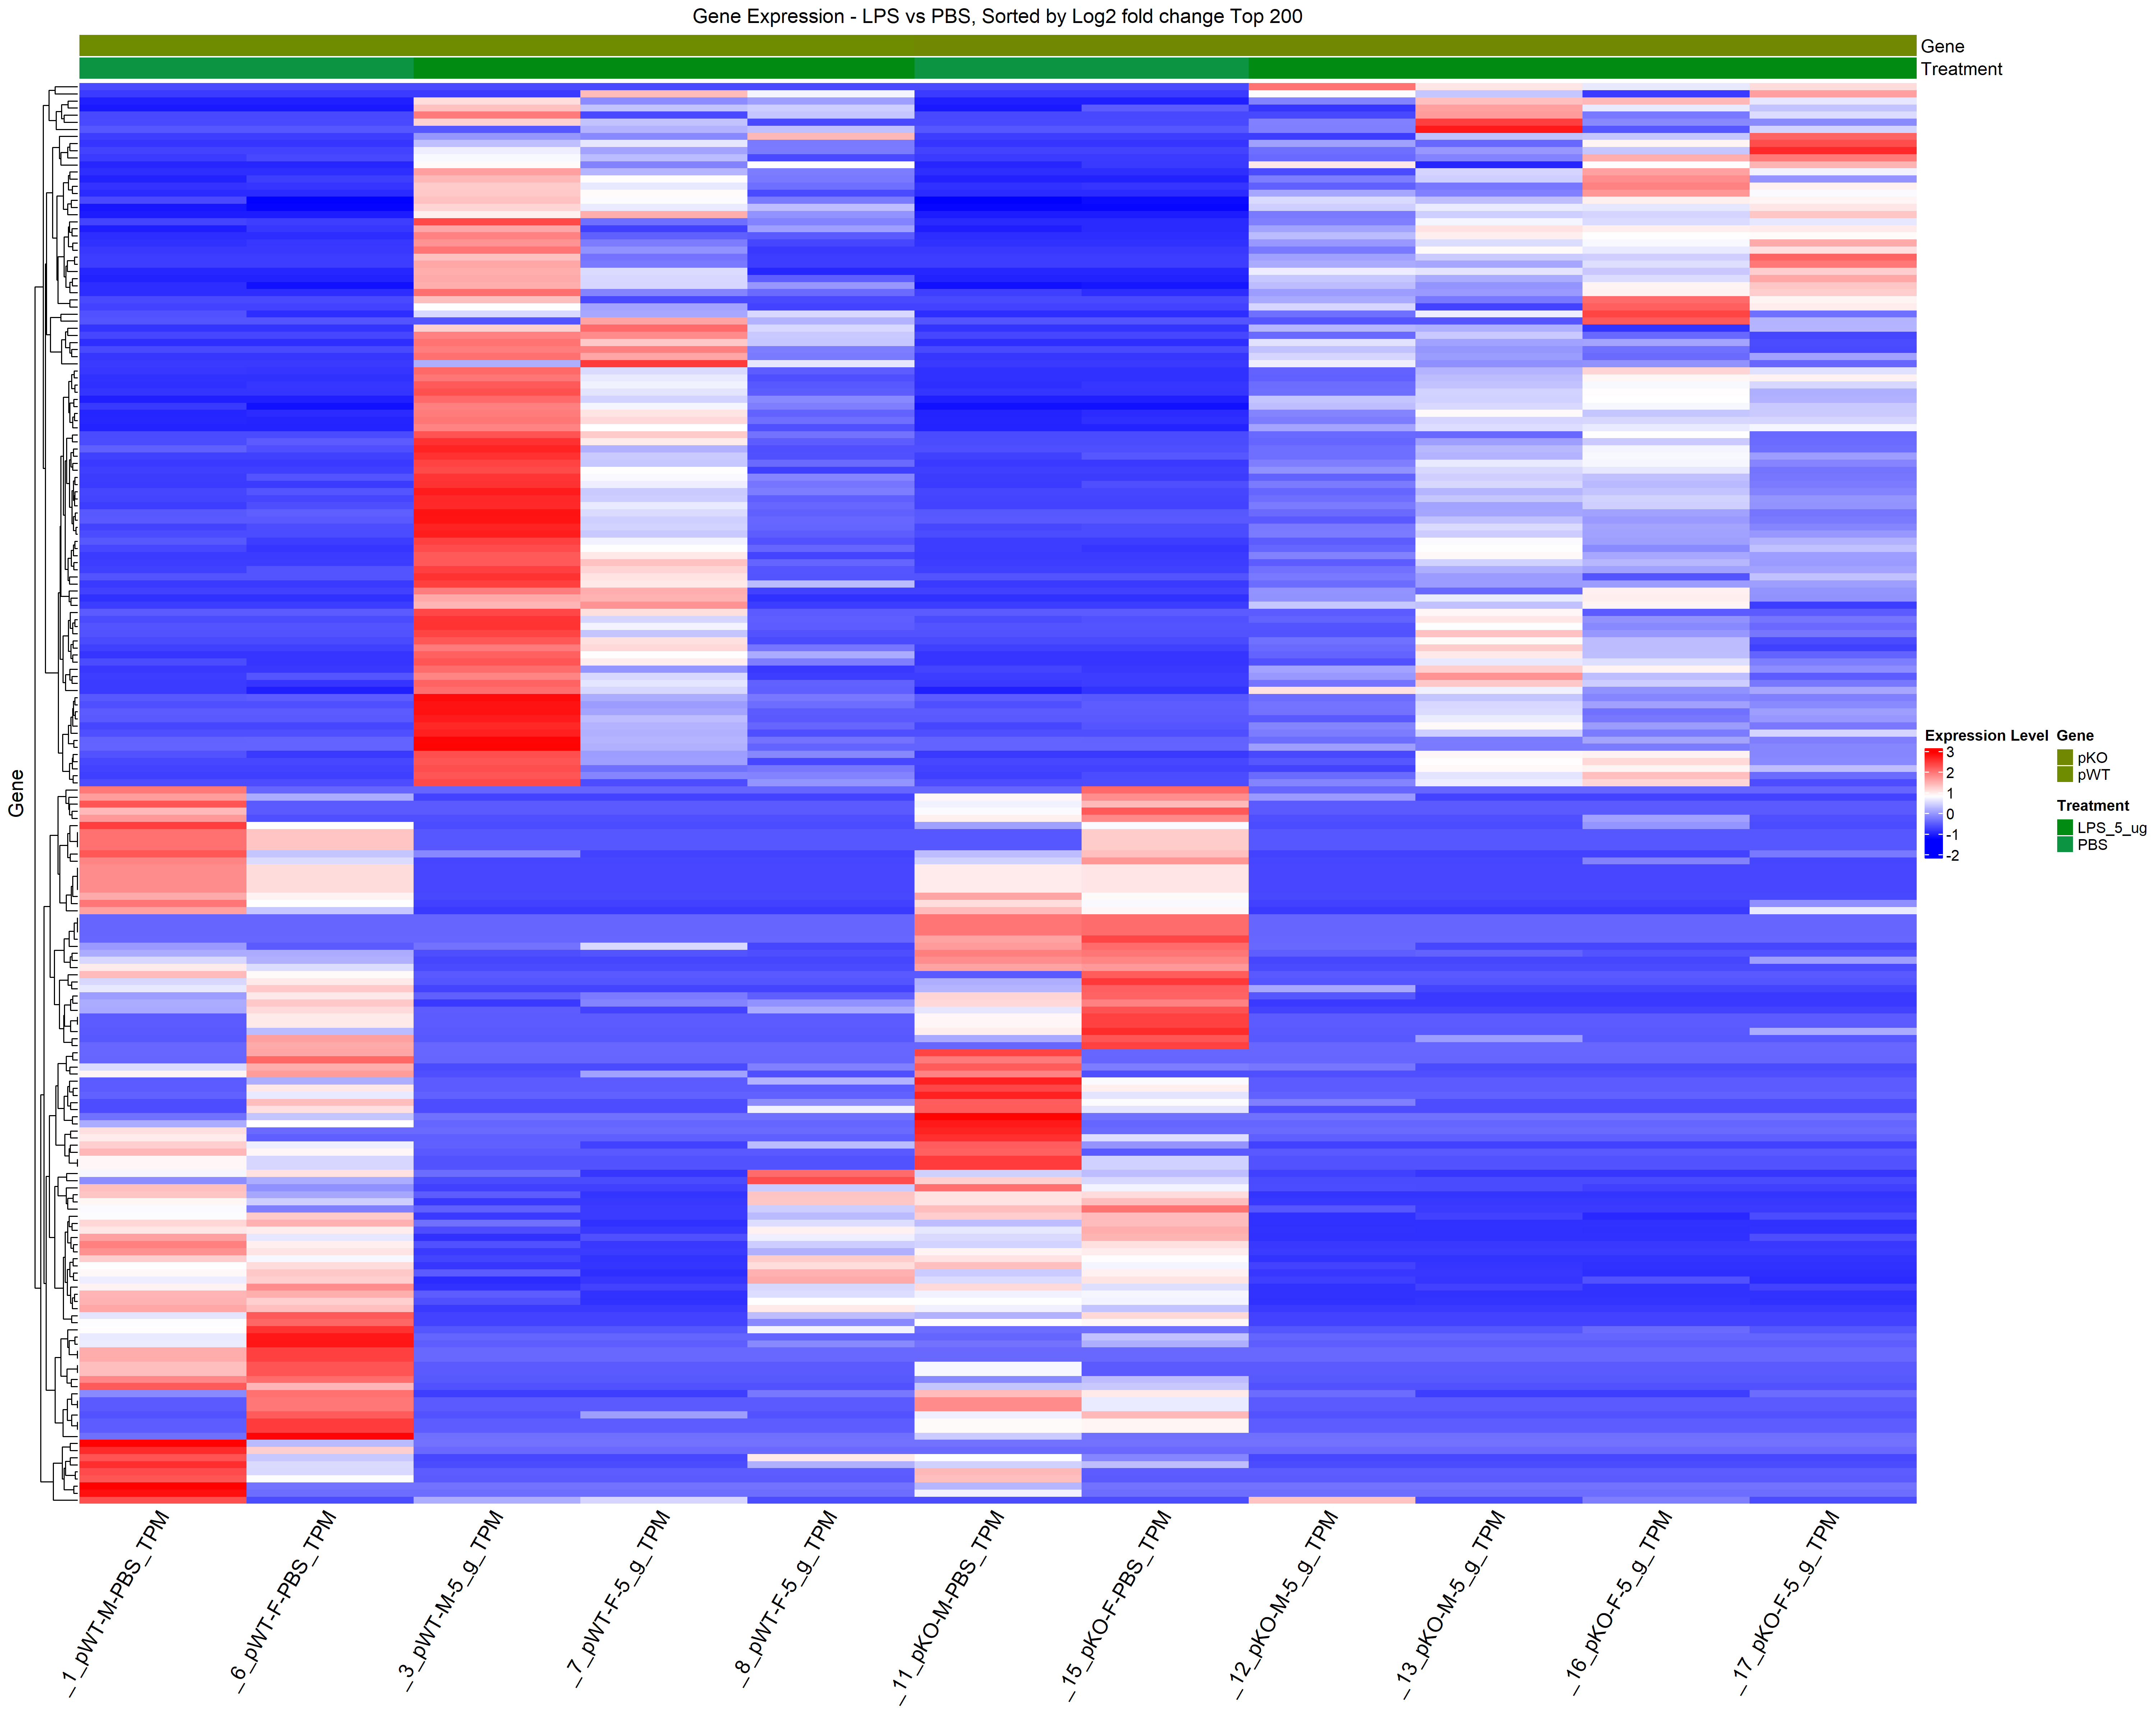 Gene Expression - LPS vs PBS, Sorted by Log2 fold change Top 200
Gene
Treatment
Gene
Expression Level
3
2
1
0
-1
-2
Gene
pKO
pWT
Treatment
LPS_5_ug
PBS
_1_pWT-M-PBS_TPM
_6_pWT-F-PBS_TPM
_3_pWT-M-5_g_TPM
_7_pWT-F-5_g_TPM
_8_pWT-F-5_g_TPM
_11_pKO-M-PBS_TPM
_15_pKO-F-PBS_TPM
_12_pKO-M-5_g_TPM
_13_pKO-M-5_g_TPM
_16_pKO-F-5_g_TPM
_17_pKO-F-5_g_TPM